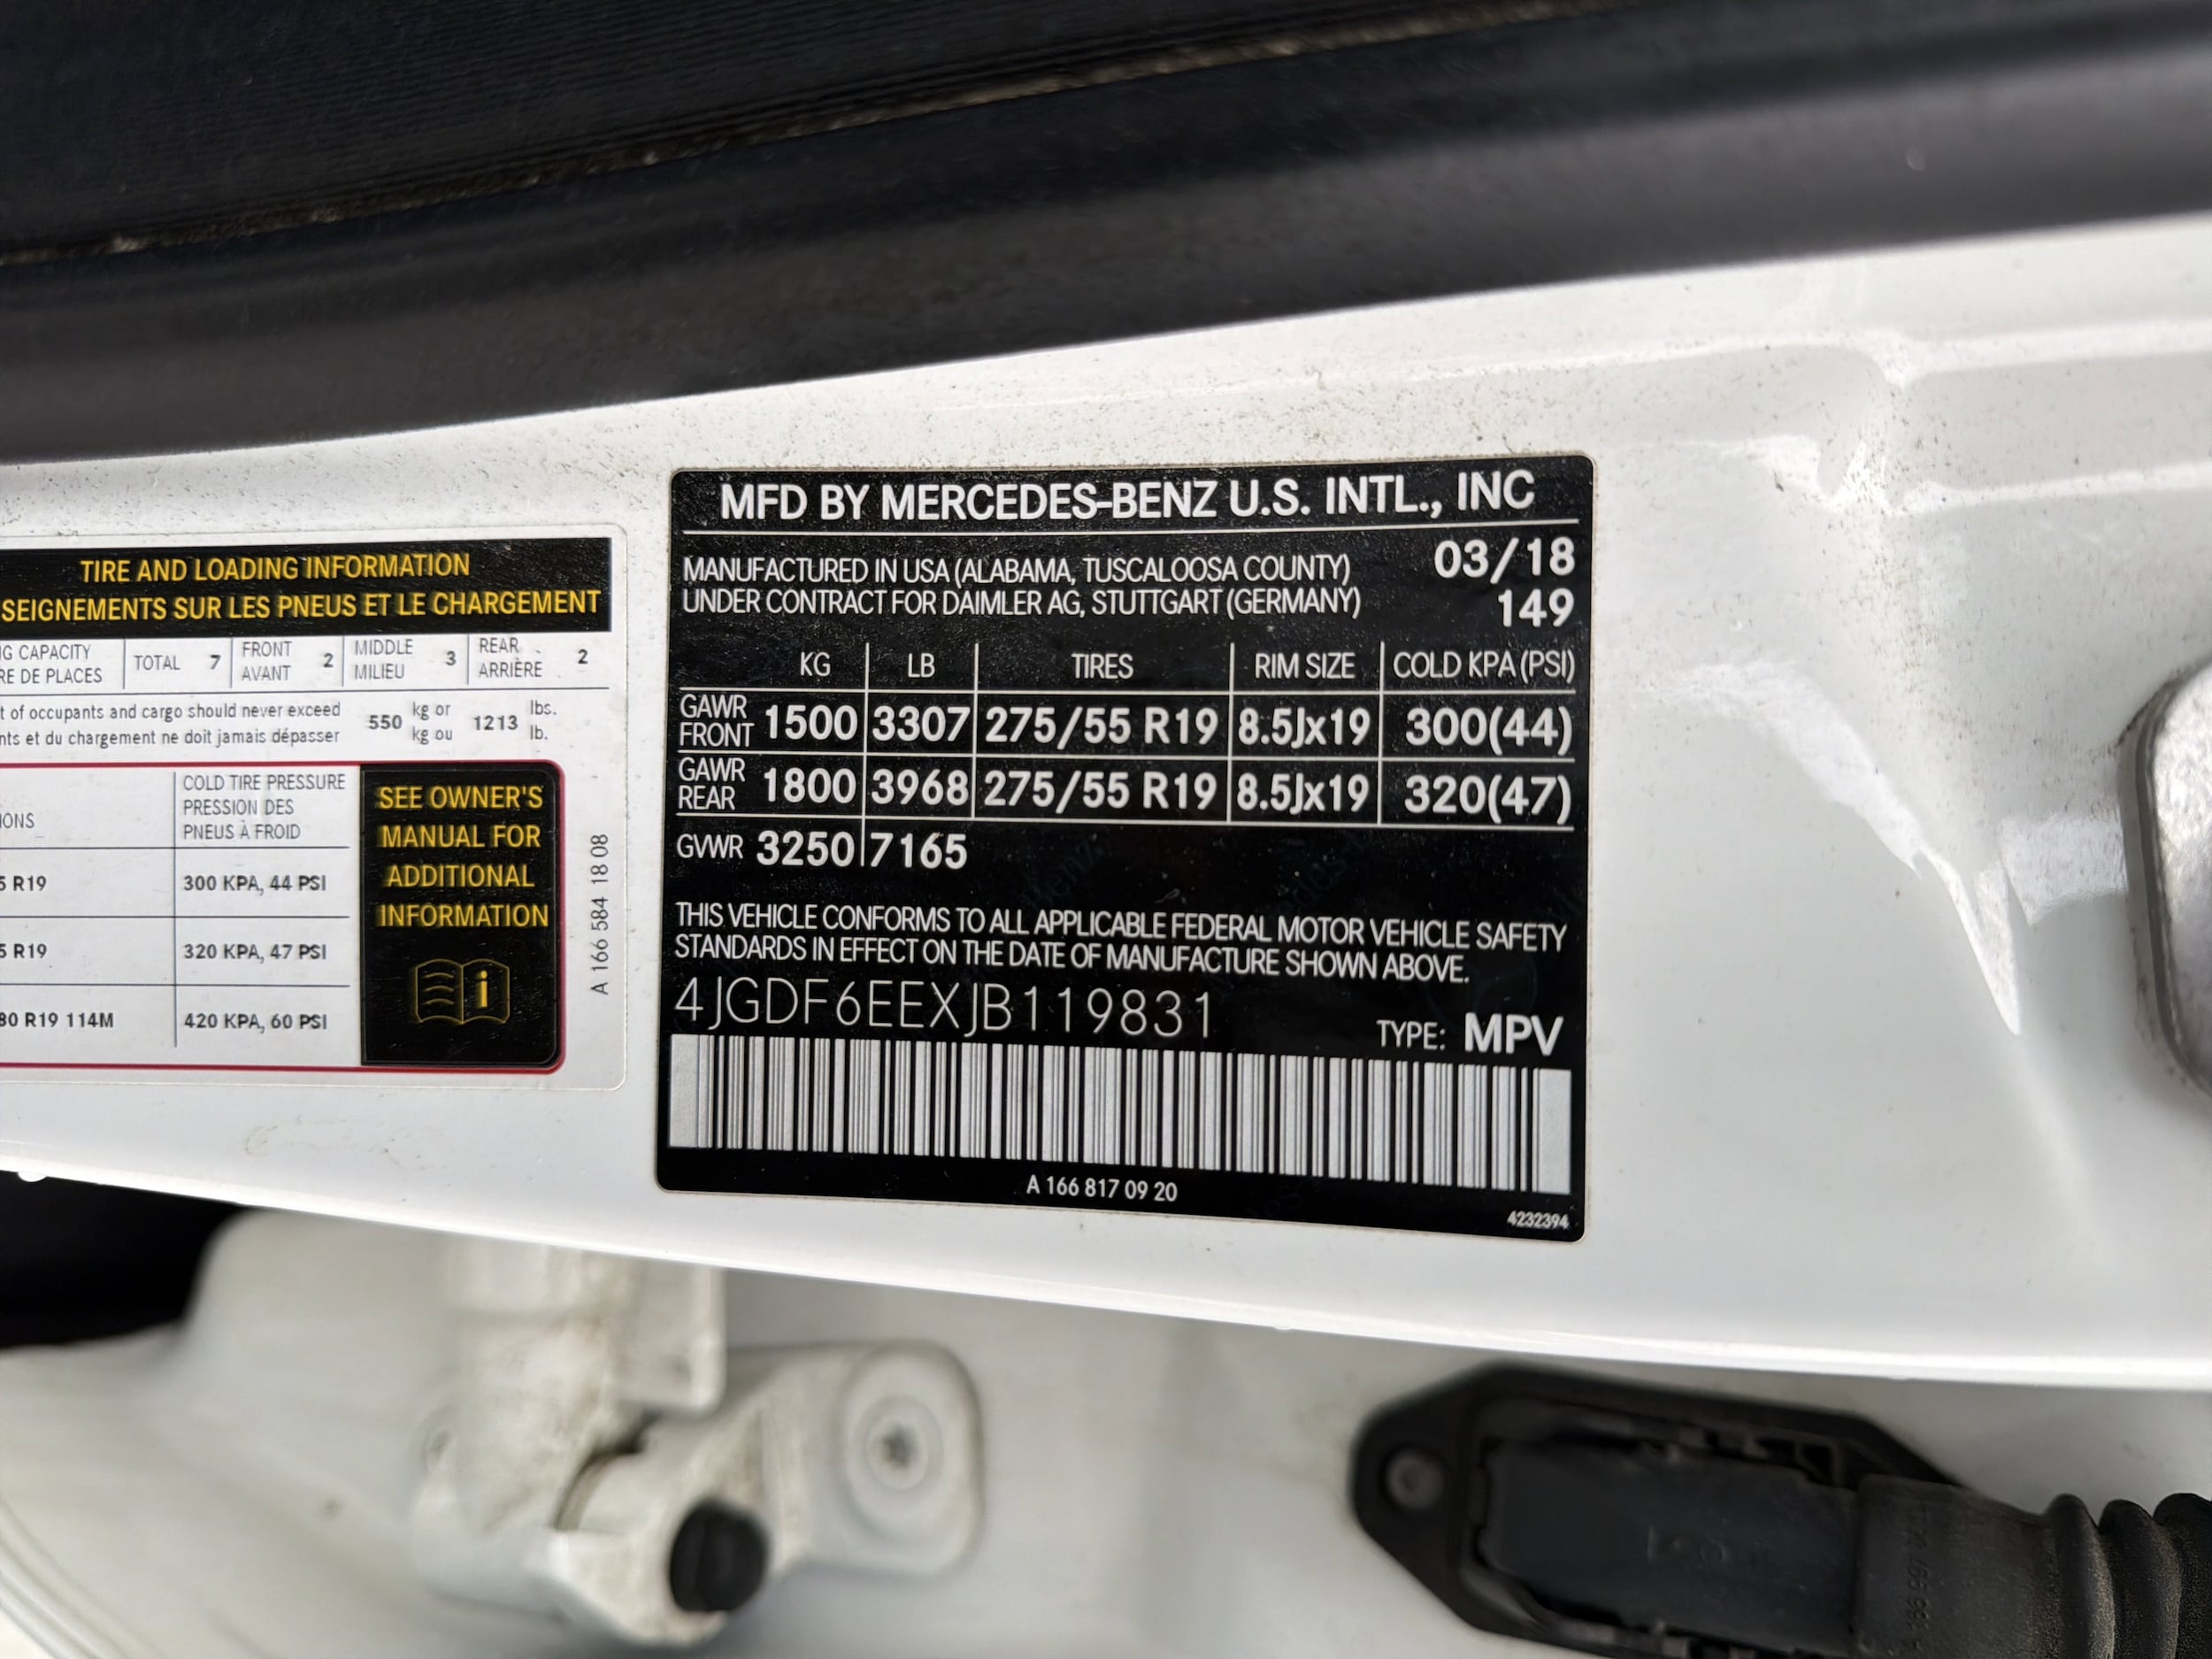 TIRE AND LOADING INFORMATION
SEIGNEMENTS SUR LES PNEUS ET LE CHARGEMENT
G CAPACITY
RE DE PLACES
TOTAL 7
FRONT
AVANT 2
MIDDLE
MILIEU 3
REAR
ARRIÈRE 2
t of occupants and cargo should never exceed
nts et du chargement ne doit jamais dépasser
550 kg or
kg ou
1213 lbs.
lb.
IONS
COLD TIRE PRESSURE
PRESSION DES
PNEUS À FROID
5 R19 300 KPA, 44 PSI
5 R19 320 KPA, 47 PSI
80 R19 114M 420 KPA, 60 PSI
SEE OWNER'S
MANUAL FOR
ADDITIONAL
INFORMATION
i
A 166 584 18 08
MFD BY MERCEDES-BENZ U.S. INTL., INC
MANUFACTURED IN USA (ALABAMA, TUSCALOOSA COUNTY) 03/18
UNDER CONTRACT FOR DAIMLER AG, STUTTGART (GERMANY) 149
KG LB TIRES RIM SIZE COLD KPA (PSI)
GAWR
FRONT 1500 3307 275/55 R19 8.5Jx19 300(44)
GAWR
REAR 1800 3968 275/55 R19 8.5Jx19 320(47)
GVWR 3250 7165
THIS VEHICLE CONFORMS TO ALL APPLICABLE FEDERAL MOTOR VEHICLE SAFETY
STANDARDS IN EFFECT ON THE DATE OF MANUFACTURE SHOWN ABOVE.
4JGDF6EEXJB119831
TYPE: MPV
A 166 817 09 20
4232394